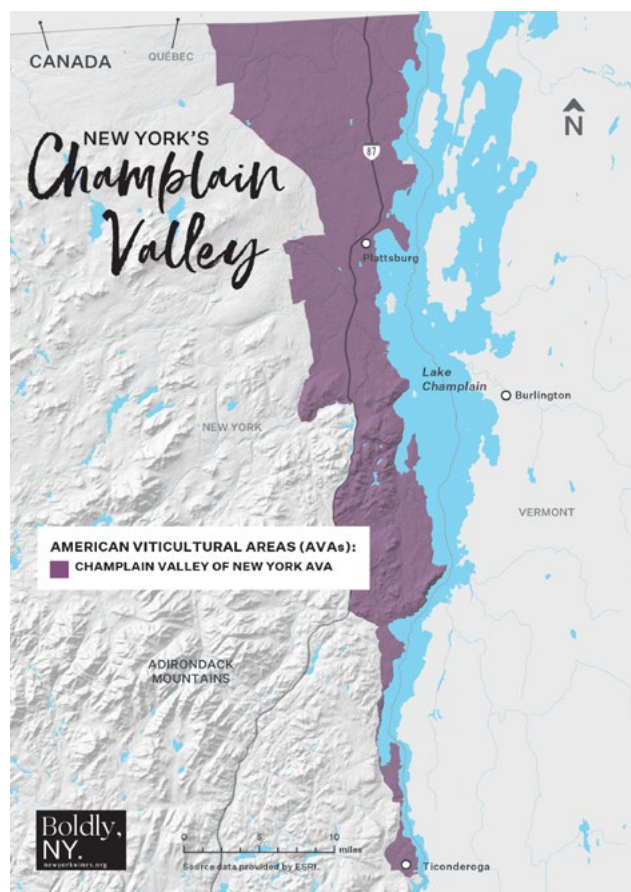 CANADA
QUÉBEC
NEW YORK'S
Champlain
Valley
N
87
Plattsburg
Lake
Champlain
Burlington
NEW YORK
VERMONT
AMERICAN VITICULTURAL AREAS (AVAs):
CHAMPLAIN VALLEY OF NEW YORK AVA
ADIRONDACK
MOUNTAINS
Boldly,
NY.
newyorkwines.org
0 5 10
miles
Source data provided by ESRI.
Ticonderoga